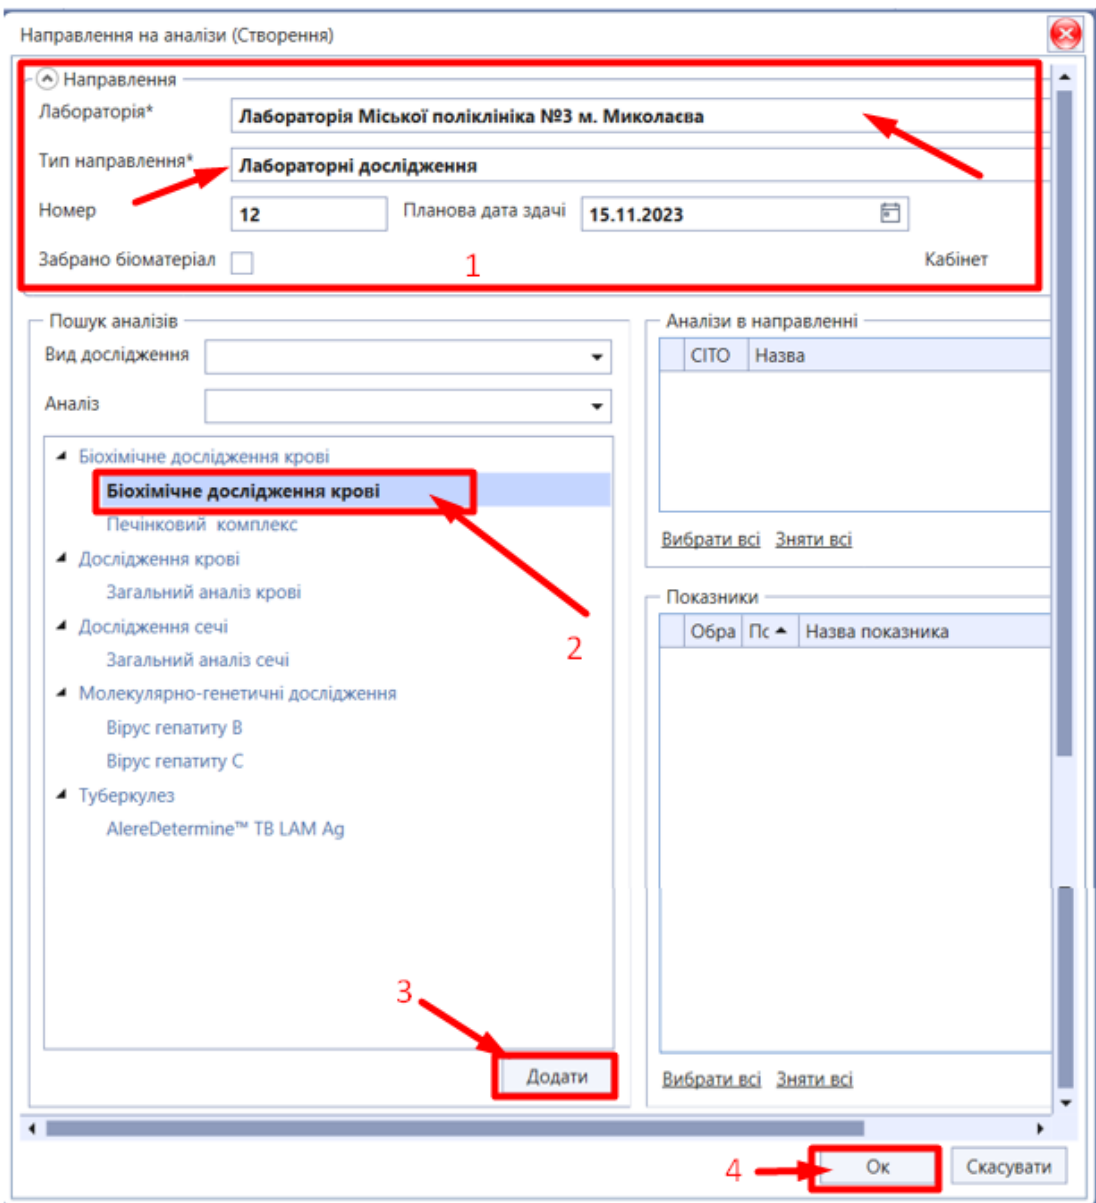 Направлення на аналізи (Створення)
Направлення
Лабораторія* Лабораторія Міської поліклініка №3 м. Миколаєва
Тип направлення* Лабораторні дослідження
Номер 12 Планова дата здачі 15.11.2023
Забрано біоматеріал 1 Кабінет
Пошук аналізів
Вид дослідження
Аналіз
Біохімічне дослідження крові
Біохімічне дослідження крові
Печінковий комплекс
Дослідження крові
Загальний аналіз крові
2
Дослідження сечі
Загальний аналіз сечі
Молекулярно-генетичні дослідження
Вірус гепатиту В
Вірус гепатиту С
Туберкулез
AlereDetermine™ TB LAM Ag
3
Додати
Аналізи в направленні
СІТО Назва
Вибрати всі Зняти всі
Показники
Обра Пс Назва показника
Вибрати всі Зняти всі
4 Ок Скасувати